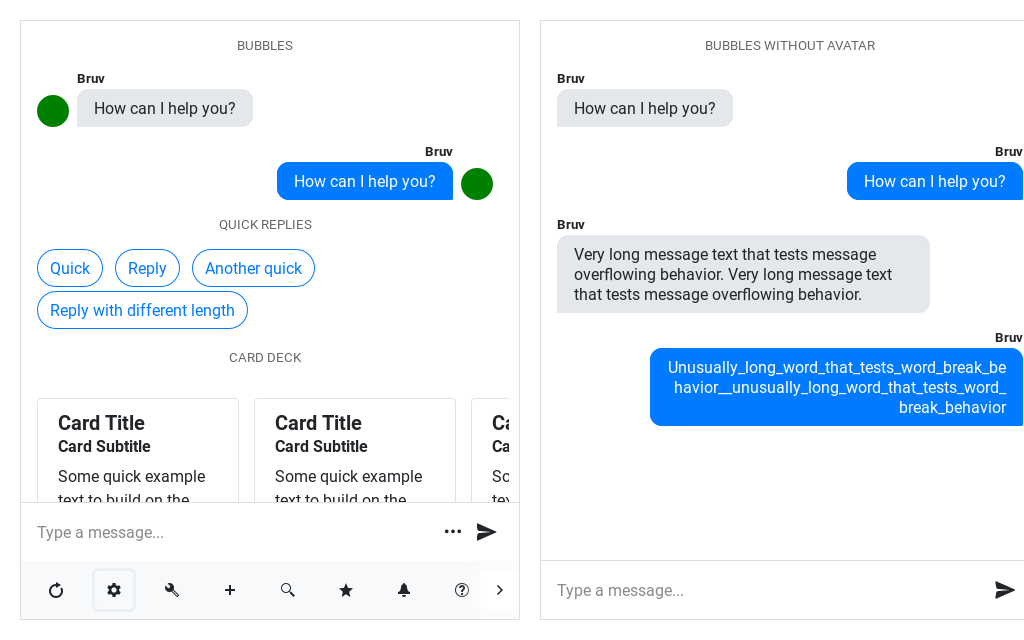 BUBBLES
Bruv
How can I help you?
Bruv
How can I help you?
QUICK REPLIES
Quick
Reply
Another quick
Reply with different length
CARD DECK
Card Title
Card Subtitle
Some quick example
text to build on the
Card Title
Card Subtitle
Some quick example
text to build on the
Ca
Ca
So
te
Type a message...
BUBBLES WITHOUT AVATAR
Bruv
How can I help you?
Bruv
How can I help you?
Bruv
Very long message text that tests message
overflowing behavior. Very long message text
that tests message overflowing behavior.
Bruv
Unusually_long_word_that_tests_word_break_be
havior__unusually_long_word_that_tests_word_
break_behavior
Type a message...